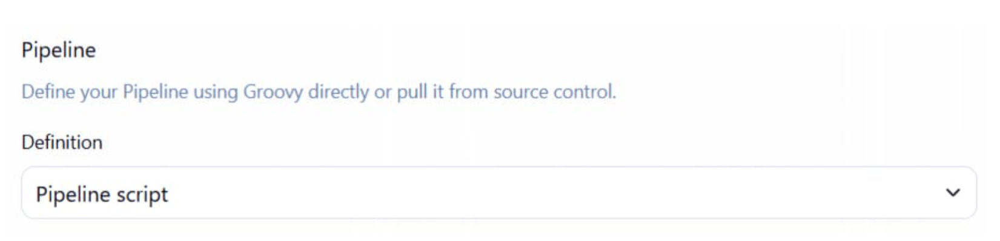 Pipeline
Define your Pipeline using Groovy directly or pull it from source control.
Definition
Pipeline script